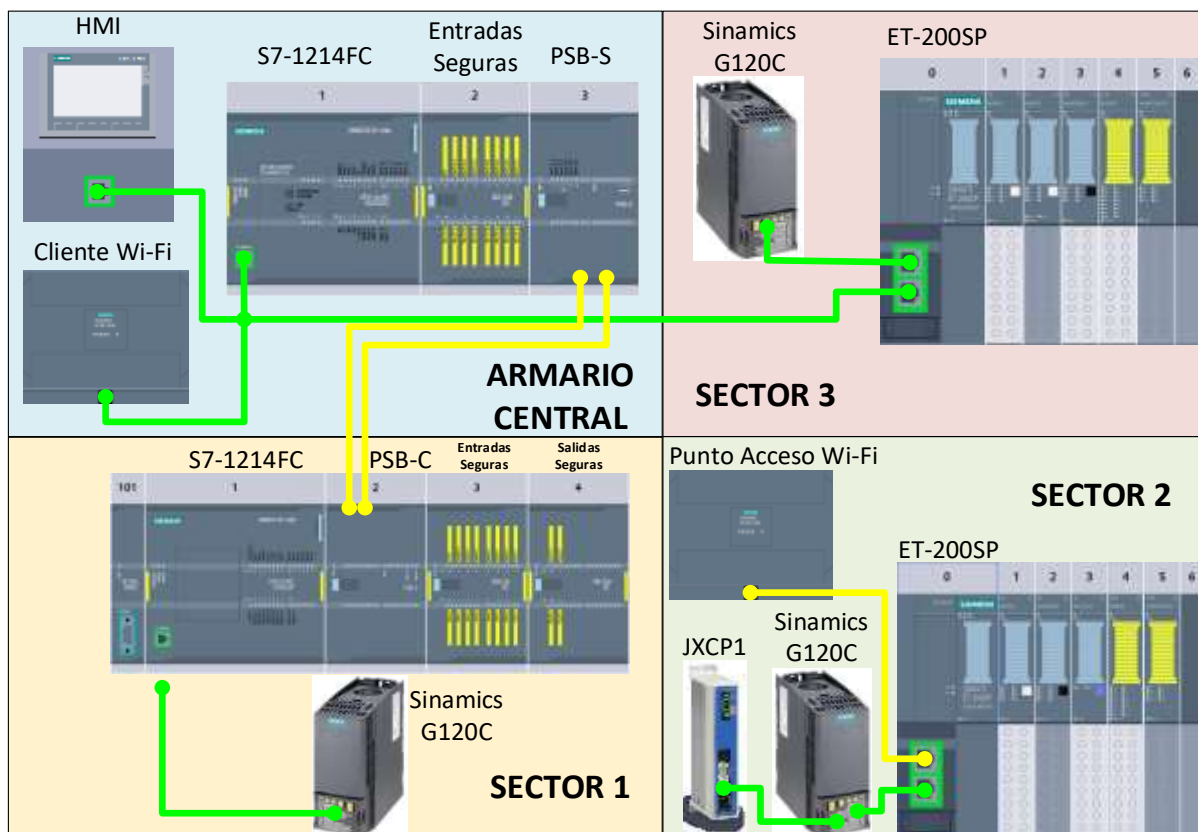 HMI
S7-1214FC
Entradas
Seguras
PSB-S
1
2
3
Cliente Wi-Fi
ARMARIO
CENTRAL
Sinamics
G120C
ET-200SP
0
1
2
3
4
5
6
SIEMENS
SECTOR 3
S7-1214FC
PSB-C
Entradas
Seguras
Salidas
Seguras
101
1
2
3
4
Sinamics
G120C
SECTOR 1
Punto Acceso Wi-Fi
SECTOR 2
ET-200SP
0
1
2
3
4
5
6
SIEMENS
JXCP1
Sinamics
G120C